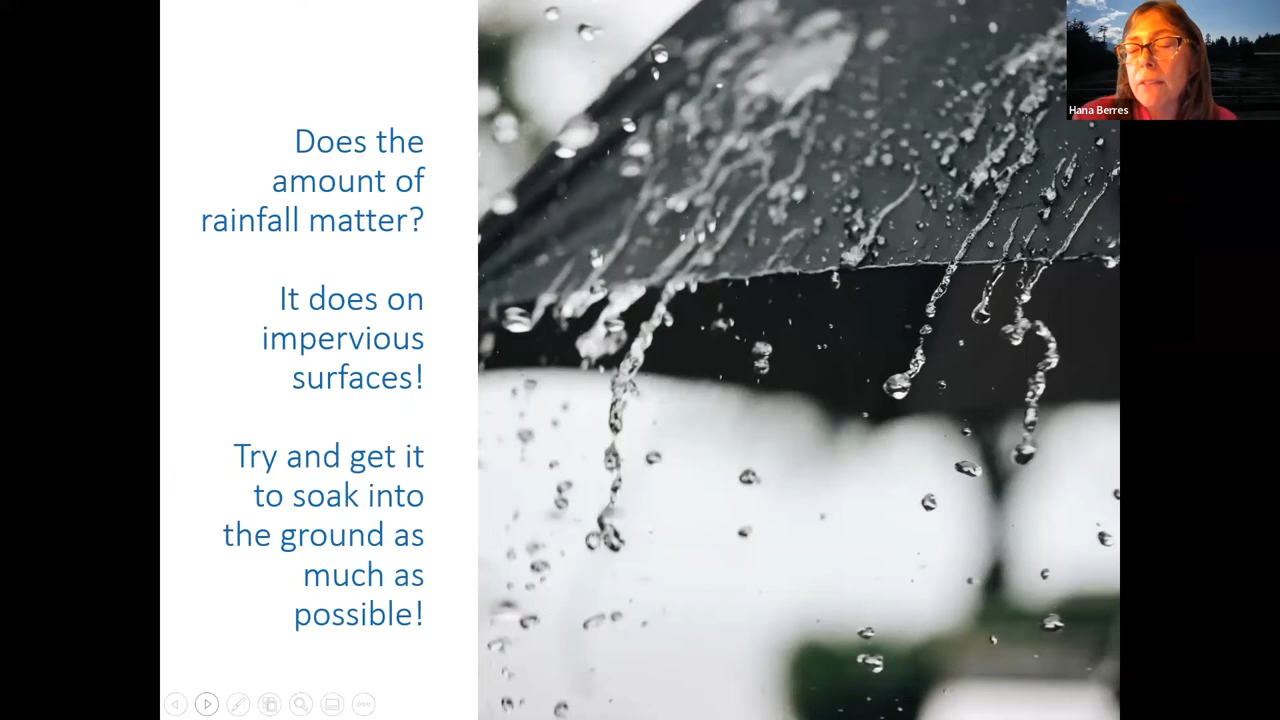 Does the
amount of
rainfall matter?
It does on
impervious
surfaces!
Try and get it
to soak into
the ground as
much as
possible!
Hana Berres